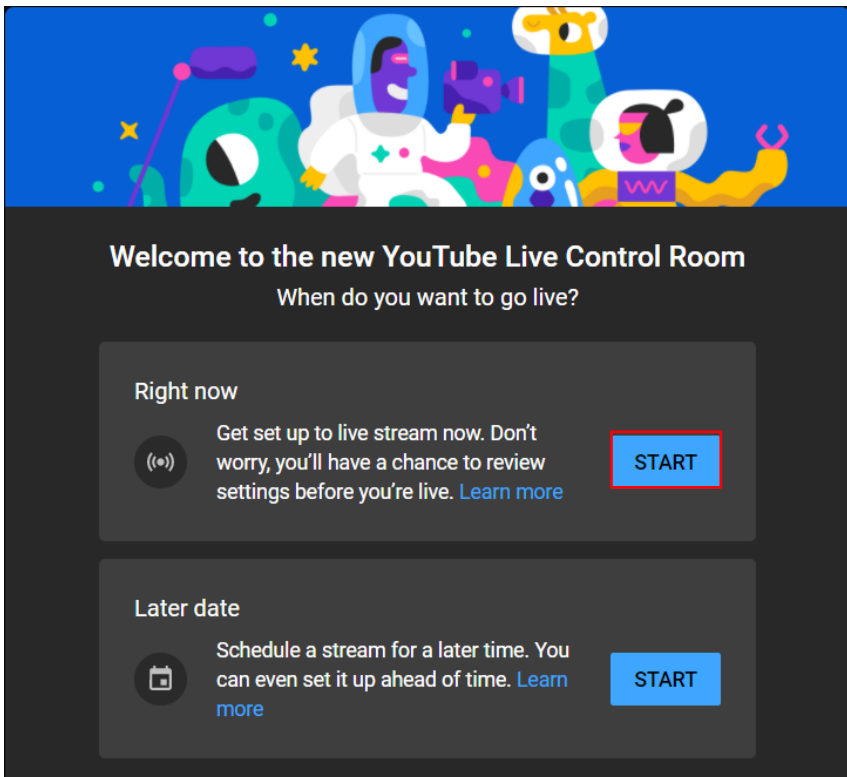 Welcome to the new YouTube Live Control Room
When do you want to go live?
Right now
Get set up to live stream now. Don’t
worry, you’ll have a chance to review
settings before you’re live. Learn more
START
Later date
Schedule a stream for a later time. You
can even set it up ahead of time. Learn
more
START